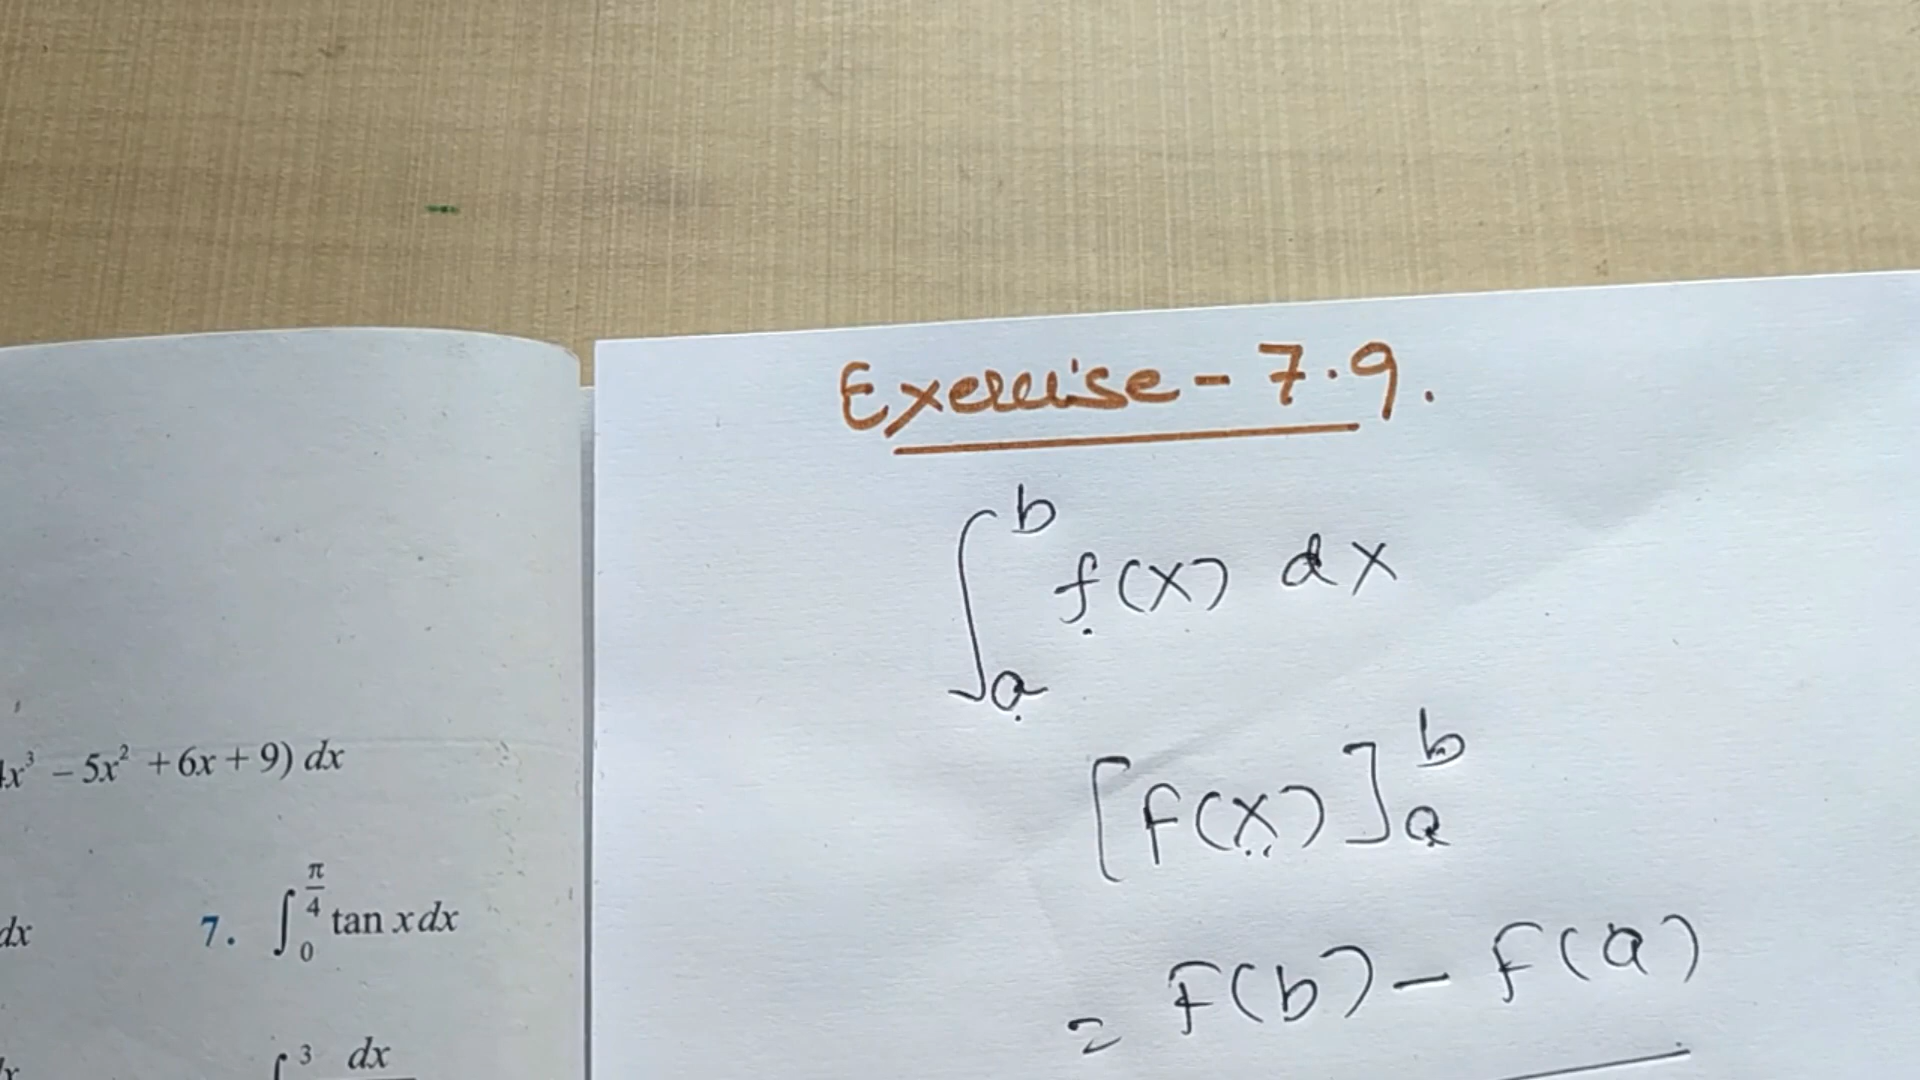 x³ – 5x² + 6x + 9) dx
dx
7. ∫₀^(π/4) tan x dx
∫³ dx
Exercise - 7.9.
∫ₐᵇ f(x) dx
[F(x)]ₐᵇ
= F(b) - F(a)